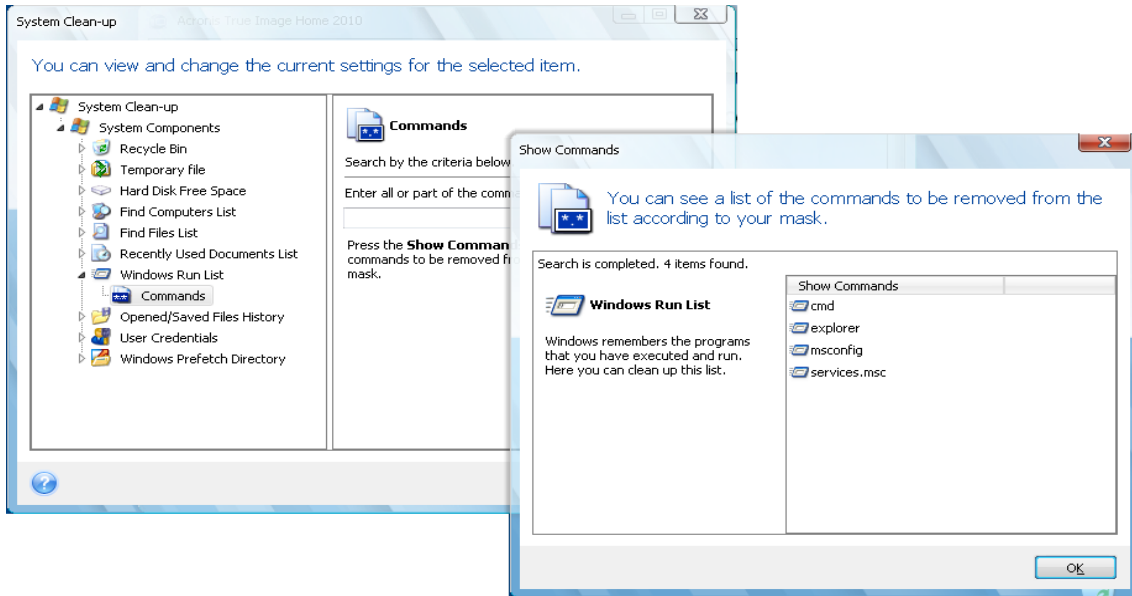 System Clean-up
Acronis True Image Home 2010
You can view and change the current settings for the selected item.
System Clean-up
System Components
Recycle Bin
Temporary file
Hard Disk Free Space
Find Computers List
Find Files List
Recently Used Documents List
Windows Run List
Commands
Opened/Saved Files History
User Credentials
Windows Prefetch Directory
Commands
Search by the criteria below
Enter all or part of the
Press the Show
commands to be removed
mask.
Show Commands
You can see a list of the commands to be removed from the
list according to your mask.
Search is completed. 4 items found.
Windows Run List
Windows remembers the programs
that you have executed and run.
Here you can clean up this list.
Show Commands
cmd
explorer
msconfig
services.msc
OK